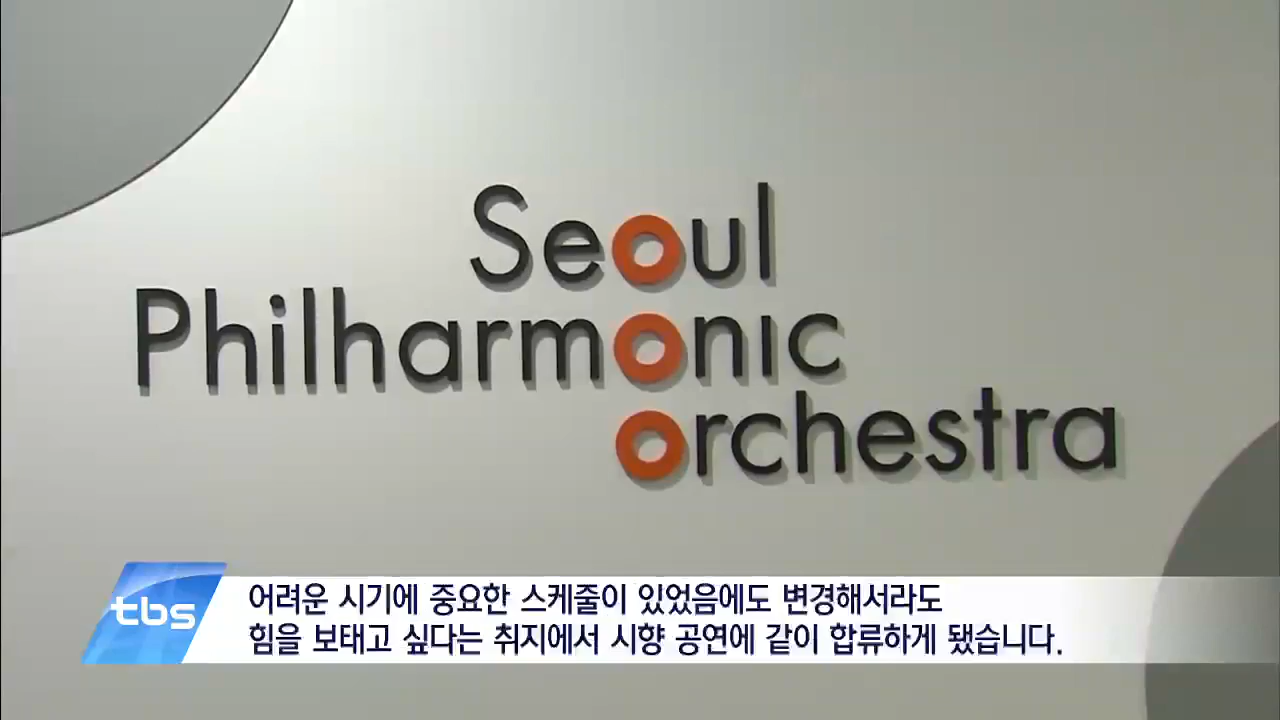 Seoul
Philharmonic
orchestra
tbs
어려운 시기에 중요한 스케줄이 있었음에도 변경해서라도
힘을 보태고 싶다는 취지에서 시향 공연에 같이 합류하게 됐습니다.